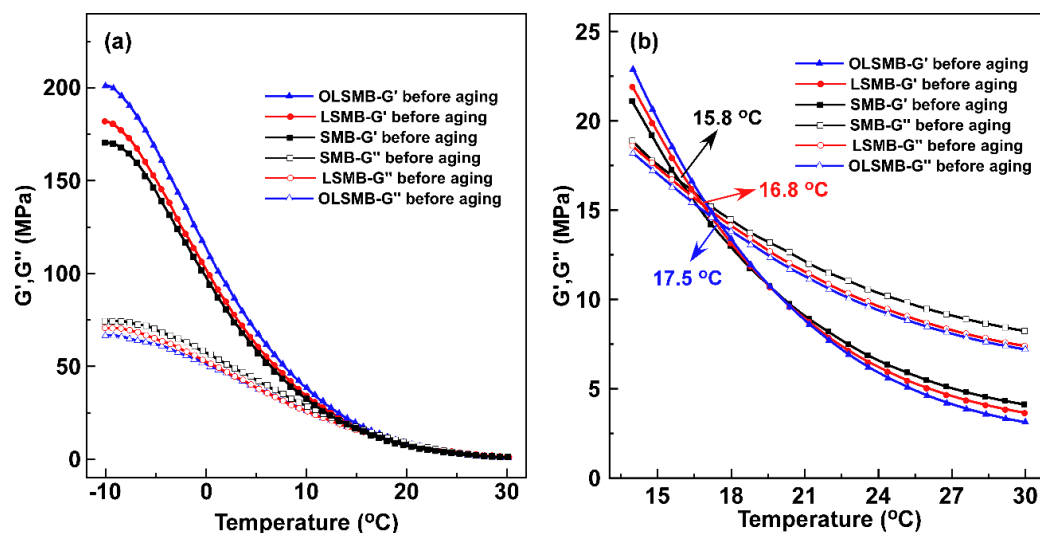 (a)
OLSMB-G' before aging
LSMB-G' before aging
SMB-G' before aging
SMB-G'' before aging
LSMB-G'' before aging
OLSMB-G'' before aging
G',G'' (MPa)
200
150
100
50
0
-10
0
10
20
30
Temperature (°C)
(b)
OLSMB-G' before aging
LSMB-G' before aging
SMB-G' before aging
SMB-G'' before aging
LSMB-G'' before aging
OLSMB-G'' before aging
15.8 °C
16.8 °C
17.5 °C
G',G'' (MPa)
25
20
15
10
5
0
15
18
21
24
27
30
Temperature (°C)